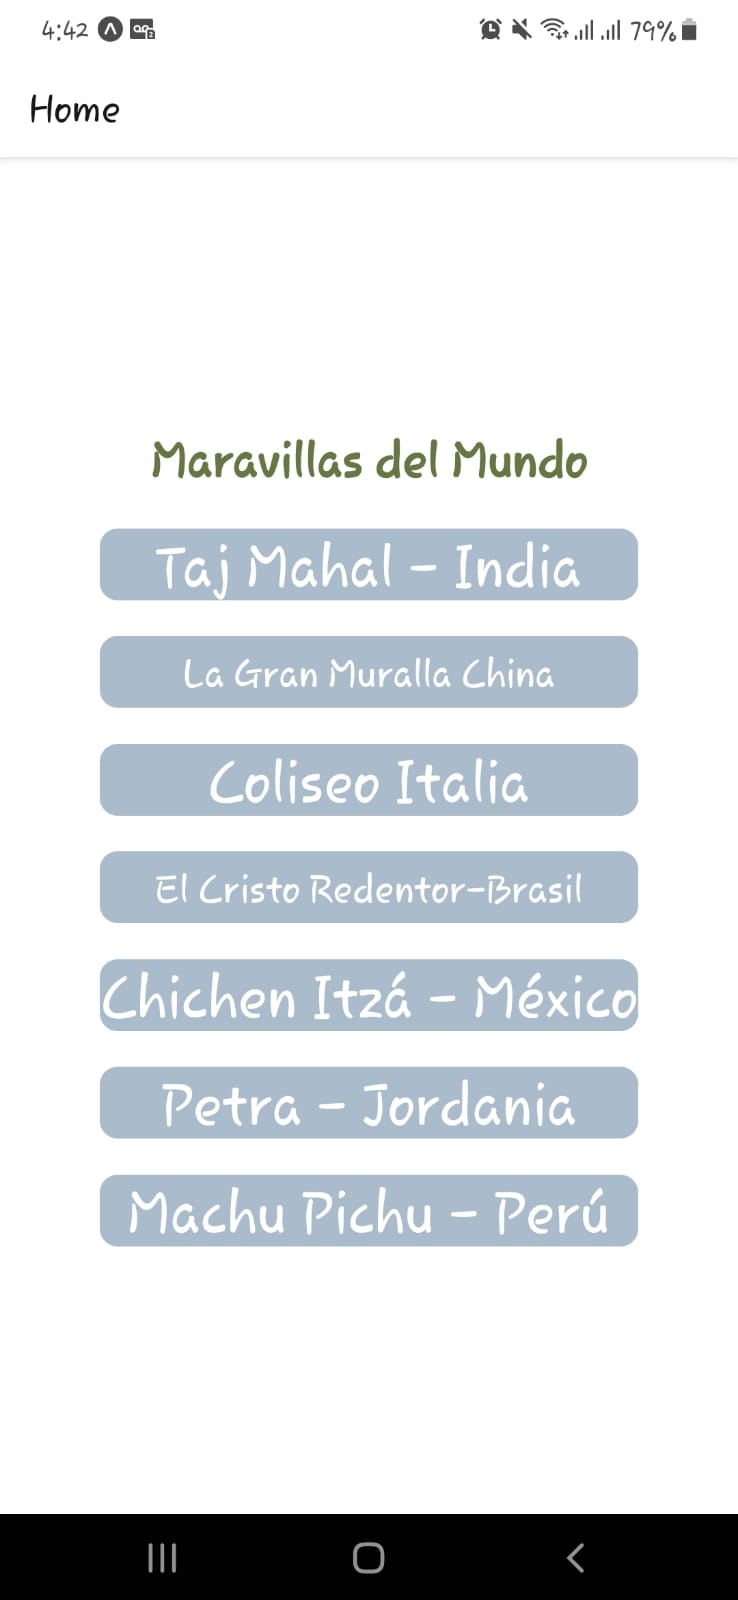 4:42 79%
Home
Maravillas del Mundo
Taj Mahal - India
La Gran Muralla China
Coliseo Italia
El Cristo Redentor-Brasil
Chichen Itzá - México
Petra - Jordania
Machu Pichu - Perú